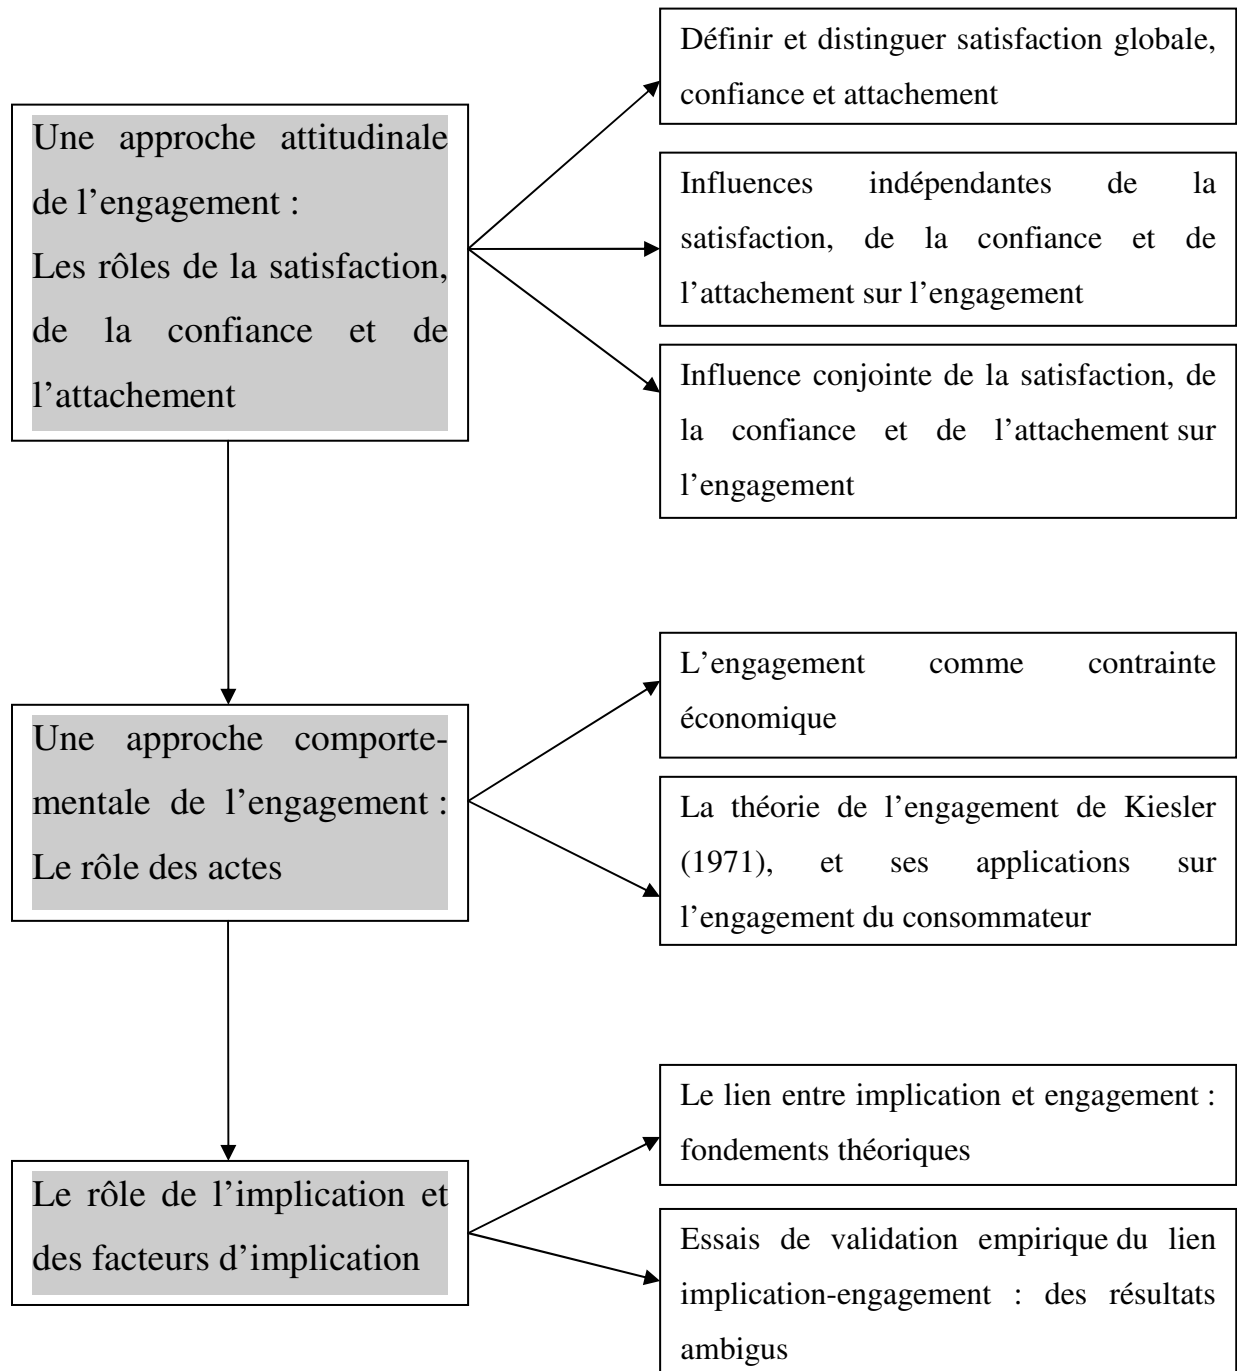 Une approche attitudinale
de l’engagement :
Les rôles de la satisfaction,
de la confiance et de
l’attachement
Définir et distinguer satisfaction globale,
confiance et attachement
Influences indépendantes de la
satisfaction, de la confiance et de
l’attachement sur l’engagement
Influence conjointe de la satisfaction, de
la confiance et de l’attachement sur
l’engagement
Une approche comporte-
mentale de l’engagement :
Le rôle des actes
L’engagement comme contrainte
économique
La théorie de l’engagement de Kiesler
(1971), et ses applications sur
l’engagement du consommateur
Le rôle de l’implication et
des facteurs d’implication
Le lien entre implication et engagement :
fondements théoriques
Essais de validation empirique du lien
implication-engagement : des résultats
ambigus